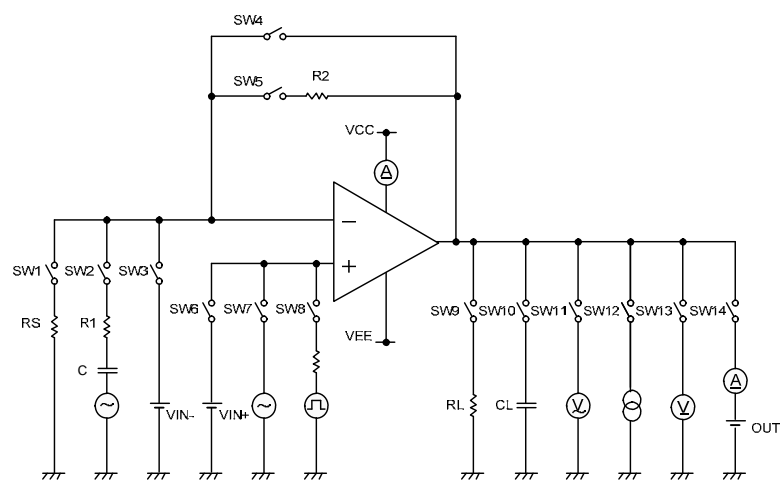 SW4
SW5
R2
VCC
A
−
+
SW1
SW2
SW3
SW6
SW7
SW8
SW9
SW10
SW11
SW12
SW13
SW14
RS
R1
VEE
C
A
VIN-
VIN+
RL
CL
V
V
OUT